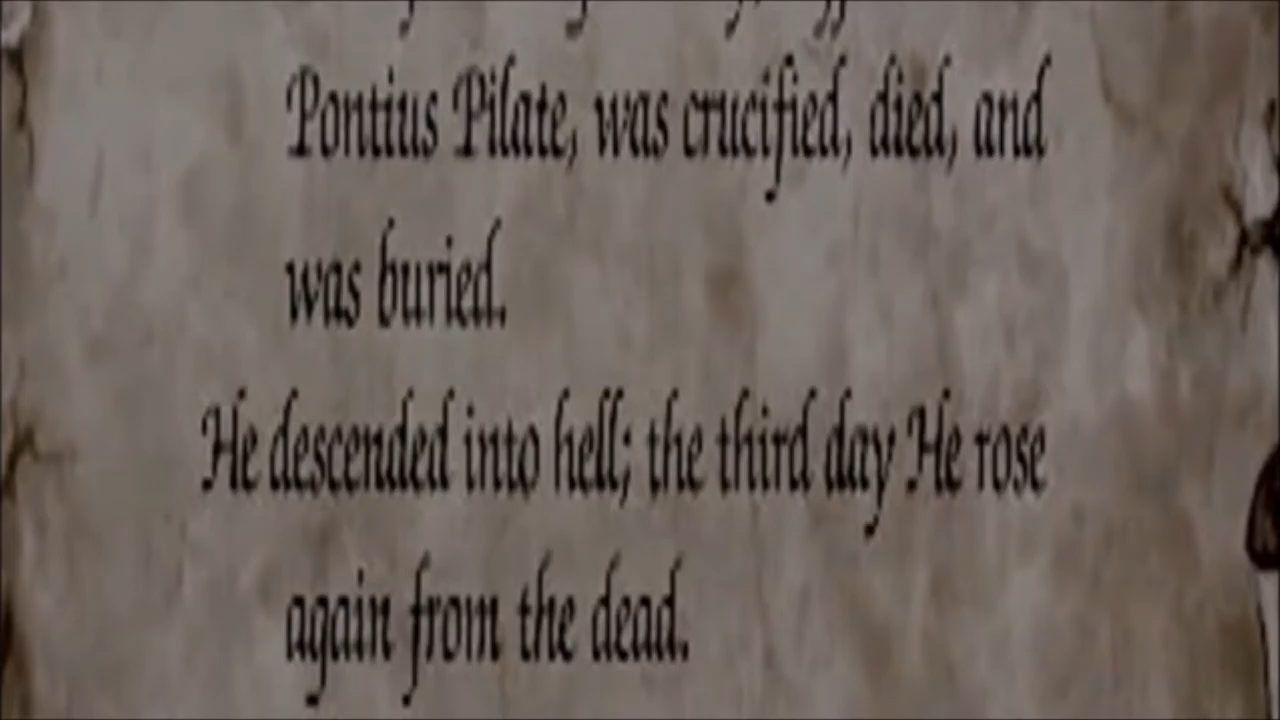 Pontius Pilate, was crucified, died, and
was buried.
He descended into hell; the third day He rose
again from the dead.